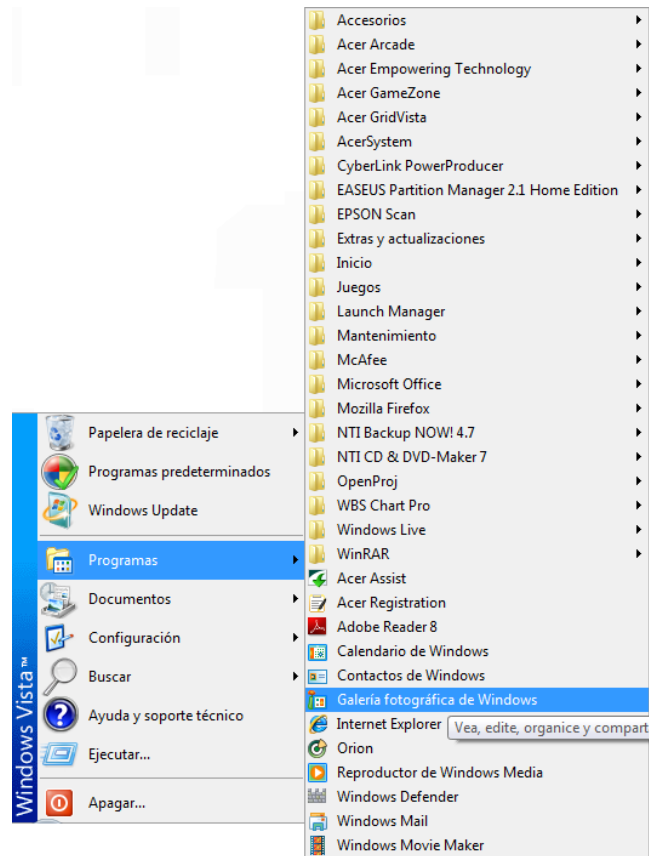 Accesorios
Acer Arcade
Acer Empowering Technology
Acer GameZone
Acer GridVista
AcerSystem
CyberLink PowerProducer
EASEUS Partition Manager 2.1 Home Edition
EPSON Scan
Extras y actualizaciones
Inicio
Juegos
Launch Manager
Mantenimiento
McAfee
Microsoft Office
Mozilla Firefox
NTI Backup NOW! 4.7
NTI CD & DVD-Maker 7
OpenProj
WBS Chart Pro
Windows Live
WinRAR
Acer Assist
Acer Registration
Adobe Reader 8
Calendario de Windows
Contactos de Windows
Galería fotográfica de Windows
Internet Explorer
Vea, edite, organice y compart
Orion
Reproductor de Windows Media
Windows Defender
Windows Mail
Windows Movie Maker
Papelera de reciclaje
Programas predeterminados
Windows Update
Programas
Documentos
Configuración
Buscar
Ayuda y soporte técnico
Ejecutar...
Apagar...
Windows Vista™